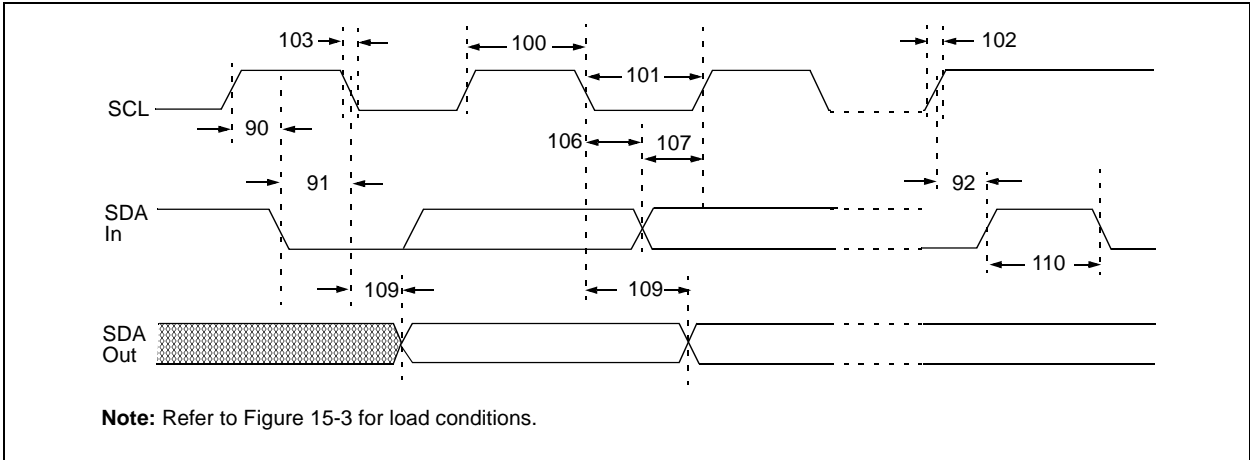 103
100
102
101
SCL
90
106
107
91
92
SDA
In
110
109
109
SDA
Out
Note: Refer to Figure 15-3 for load conditions.